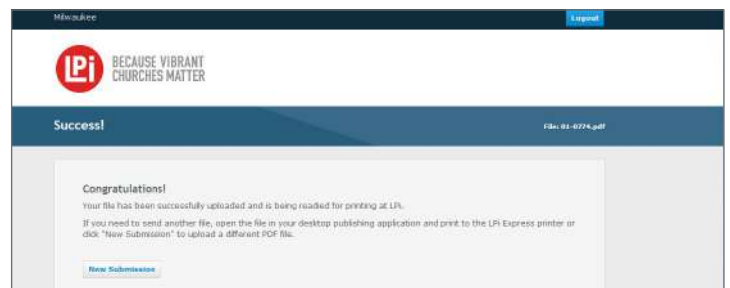 Milwaukee
Logout
LPi
BECAUSE VIBRANT
CHURCHES MATTER
Success!
File: 01-0774.pdf
Congratulations!
Your file has been successfully uploaded and is being readied for printing at LPi.
If you need to send another file, open the file in your desktop publishing application and print to the LPi Express printer or
click "New Submission" to upload a different PDF file.
New Submission